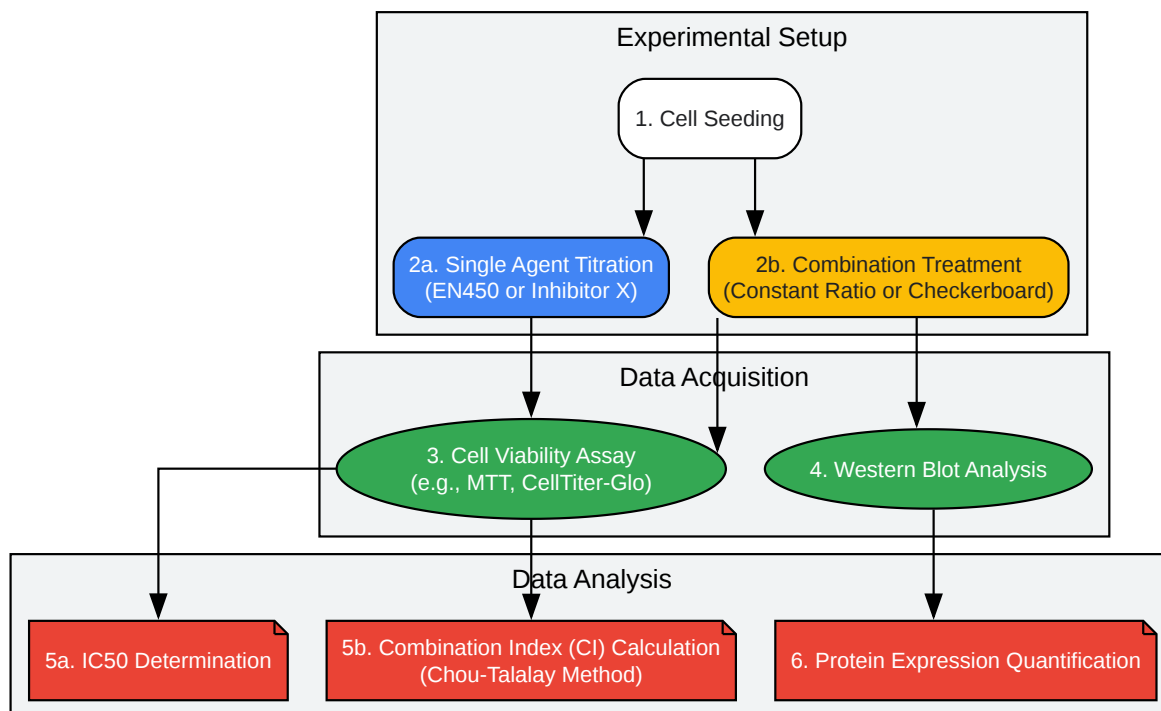 Experimental Setup
1. Cell Seeding
2a. Single Agent Titration
(EN450 or Inhibitor X)
2b. Combination Treatment
(Constant Ratio or Checkerboard)
Data Acquisition
3. Cell Viability Assay
(e.g., MTT, CellTiter-Glo)
4. Western Blot Analysis
Data Analysis
5a. IC50 Determination
5b. Combination Index (CI) Calculation
(Chou-Talalay Method)
6. Protein Expression Quantification